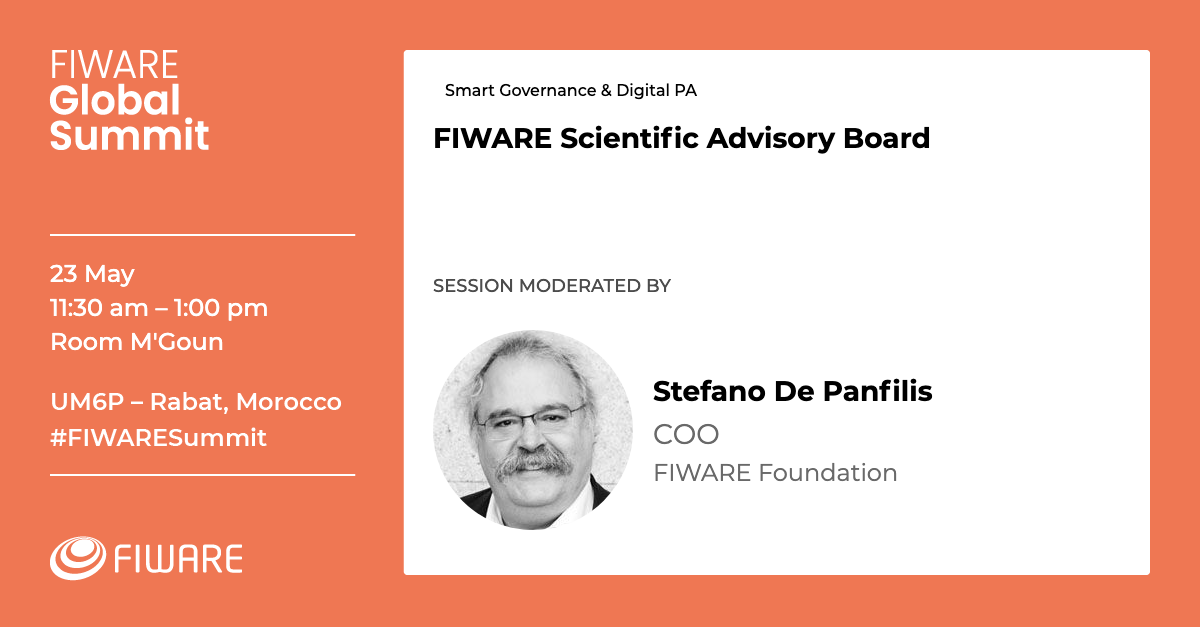 FIWARE
Global
Summit
23 May
11:30 am – 1:00 pm
Room M'Goun
UM6P – Rabat, Morocco
#FIWARESummit
FIWARE
Smart Governance & Digital PA
FIWARE Scientific Advisory Board
SESSION MODERATED BY
Stefano De Panfilis
COO
FIWARE Foundation